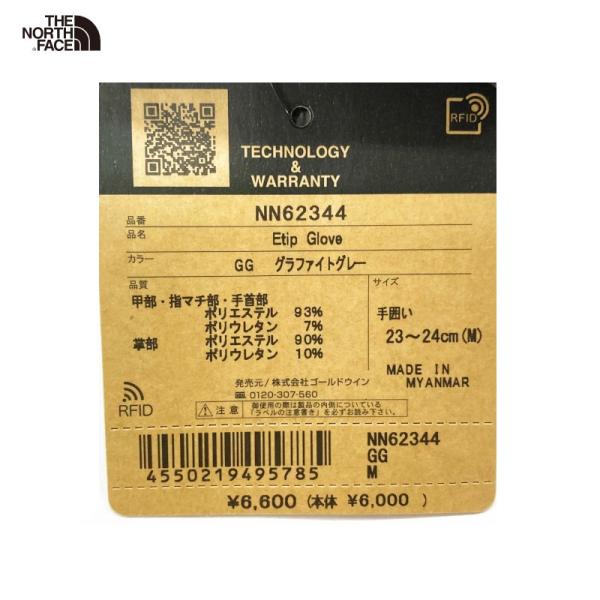 THE
NORTH
FACE
RFID
TECHNOLOGY
&
WARRANTY
品番 NN62344
品名 Etip Glove
カラー GG グラファイトグレー
品質 サイズ
甲部・指マチ部・手首部
ポリエステル 93%
ポリウレタン 7%
掌部 ポリエステル 90%
ポリウレタン 10%
手囲い
23～24cm(M)
MADE IN
MYANMAR
RFID
発売元/株式会社ゴールドウイン
0120-307-560
注意 御使用の際は製品の内側についている
「ラベルの注意書き」を必ずお読み下さい。
4550219495785
NN62344
GG
M
¥6,600 (本体 ¥6,000 )